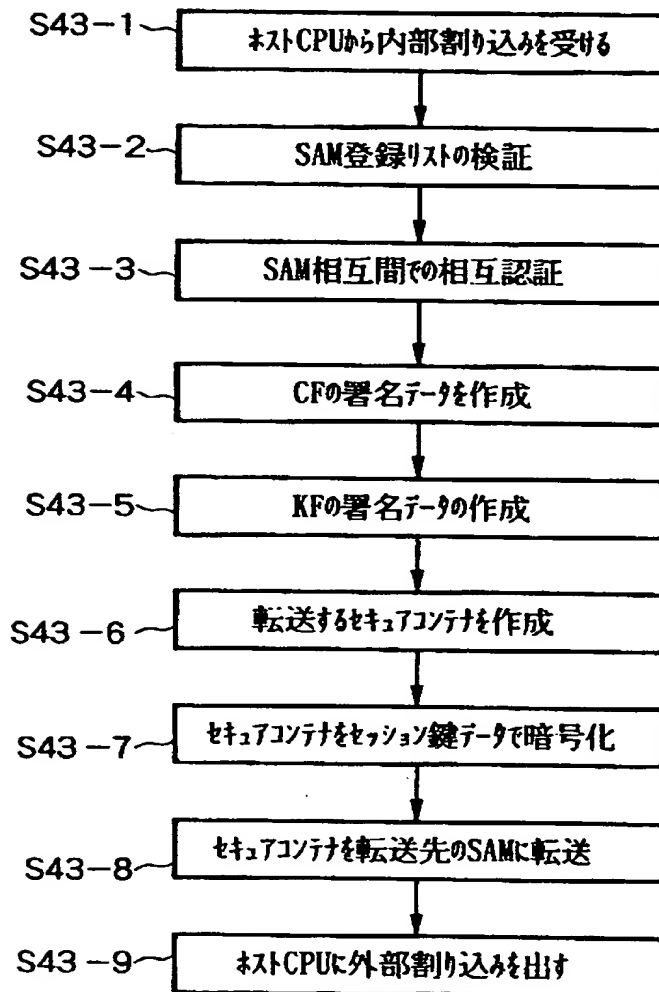 S43-1 ホストCPUから内部割り込みを受ける
S43-2 SAM登録リストの検証
S43-3 SAM相互間での相互認証
S43-4 CFの署名データを作成
S43-5 KFの署名データの作成
S43-6 転送するセキュアコンテナを作成
S43-7 セキュアコンテナをセッション鍵データで暗号化
S43-8 セキュアコンテナを転送先のSAMに転送
S43-9 ホストCPUに外部割り込みを出す